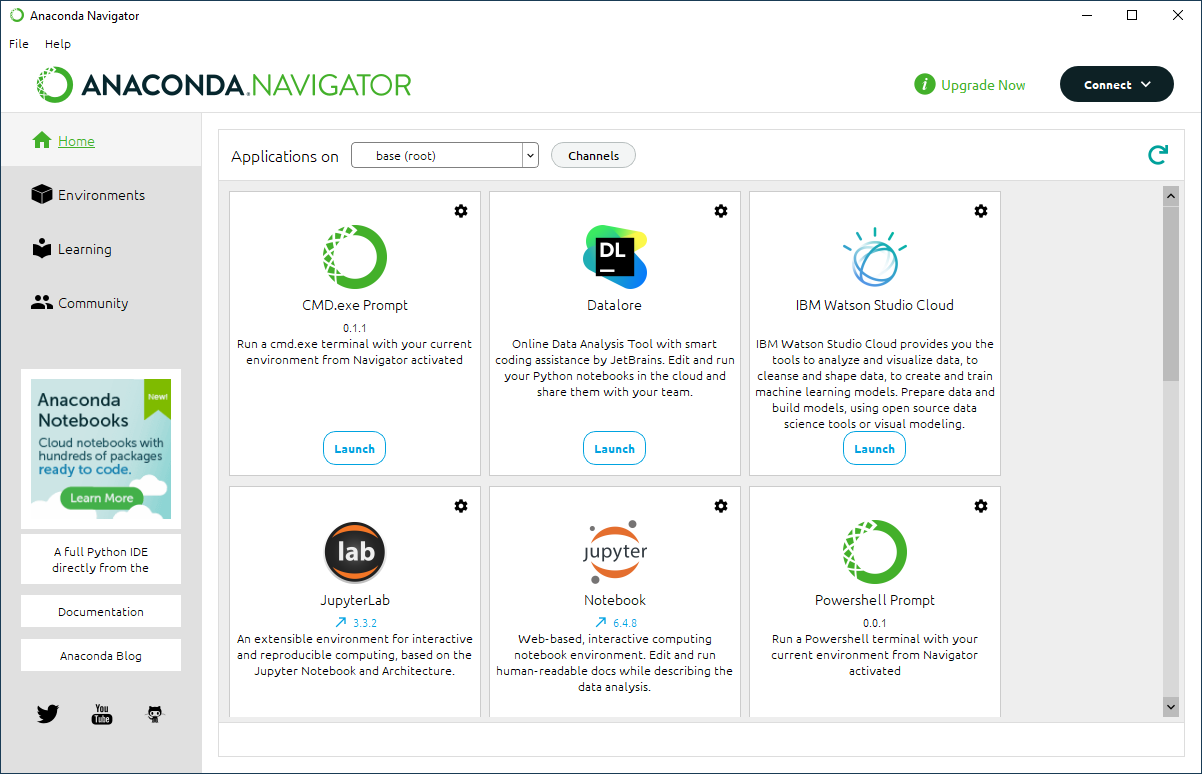 Anaconda Navigator
File Help
ANACONDA.NAVIGATOR
i Upgrade Now
Connect
Home
Environments
Learning
Community
Anaconda
Notebooks
New!
Cloud notebooks with
hundreds of packages
ready to code.
Learn More
A full Python IDE
directly from the
Documentation
Anaconda Blog
You
Tube
Applications on base (root) Channels
CMD.exe Prompt
0.1.1
Run a cmd.exe terminal with your current
environment from Navigator activated
Launch
DL
Datalore
Online Data Analysis Tool with smart
coding assistance by JetBrains. Edit and run
your Python notebooks in the cloud and
share them with your team.
Launch
IBM Watson Studio Cloud
IBM Watson Studio Cloud provides you the
tools to analyze and visualize data, to
cleanse and shape data, to create and train
machine learning models. Prepare data and
build models, using open source data
science tools or visual modeling.
Launch
lab
JupyterLab
3.3.2
An extensible environment for interactive
and reproducible computing, based on the
Jupyter Notebook and Architecture.
jupyter
Notebook
6.4.8
Web-based, interactive computing
notebook environment. Edit and run
human-readable docs while describing the
data analysis.
Powershell Prompt
0.0.1
Run a Powershell terminal with your
current environment from Navigator
activated